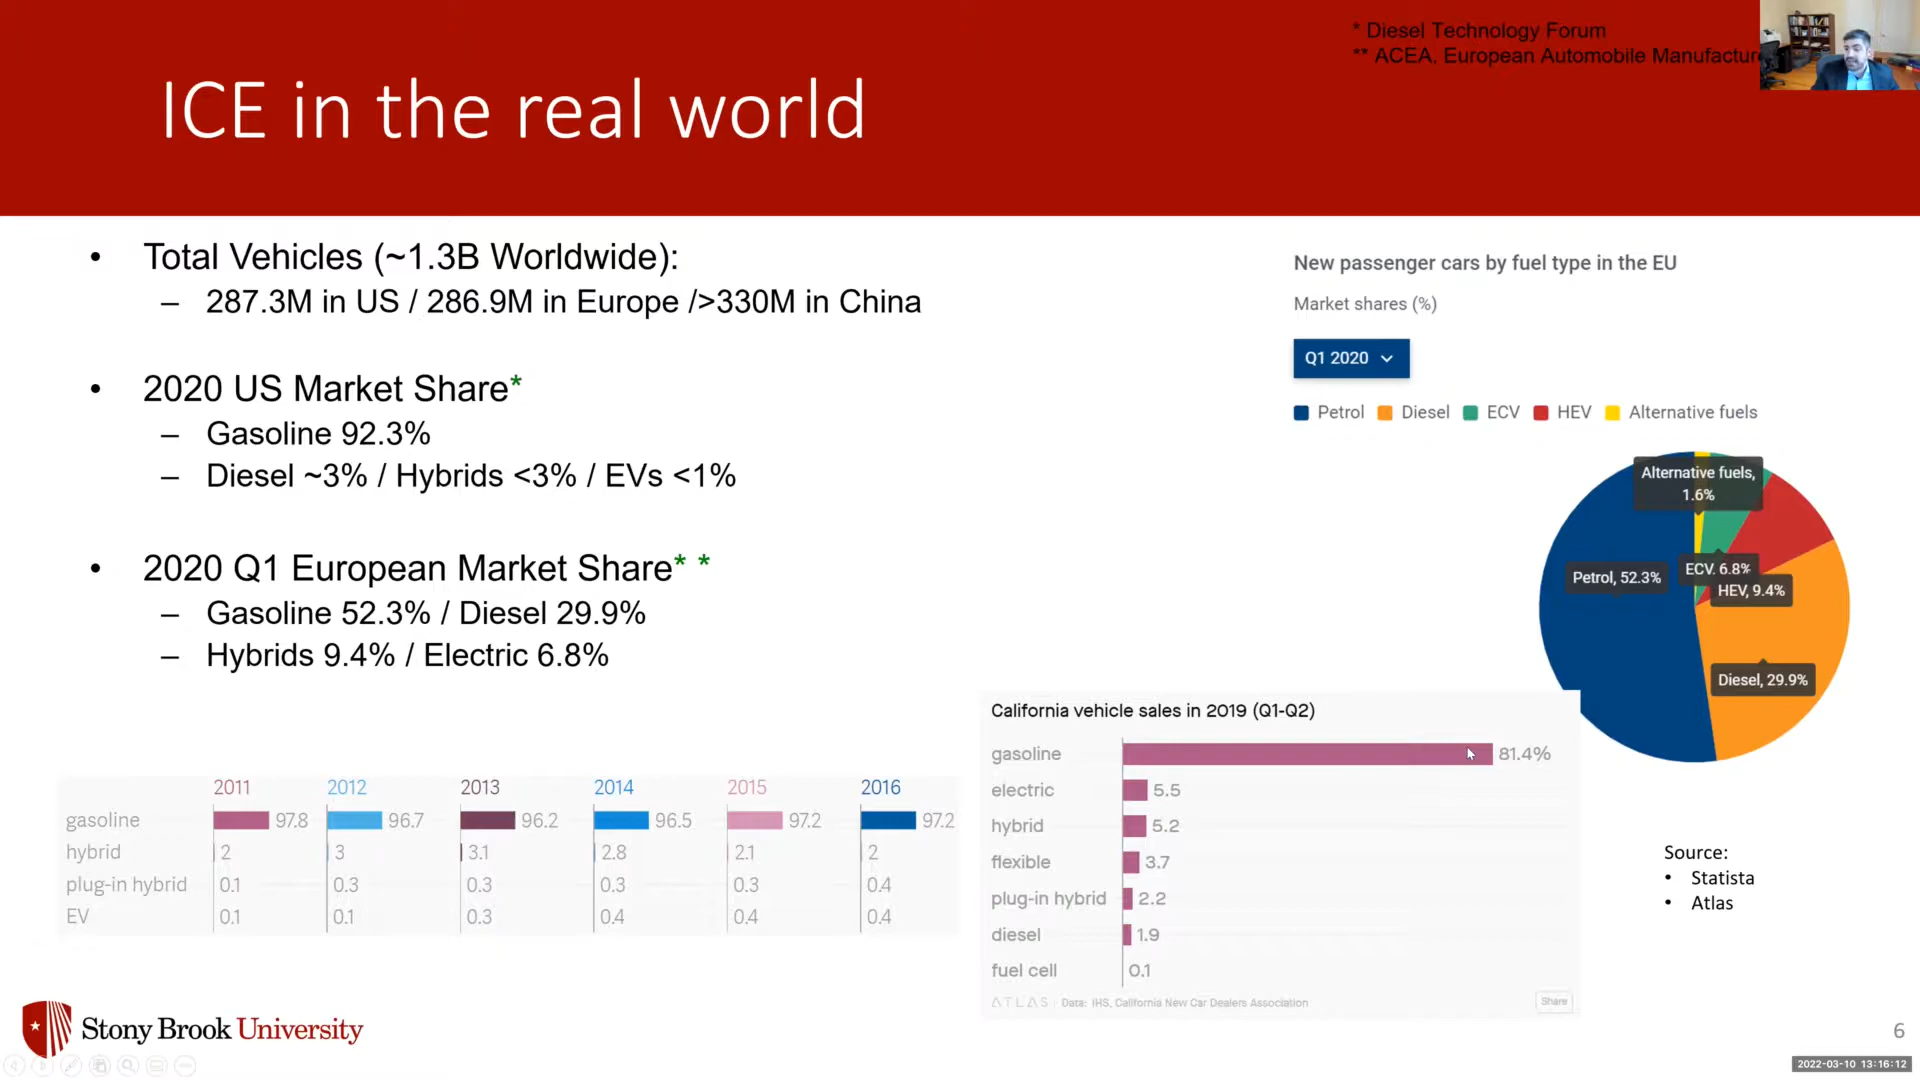 * Diesel Technology Forum
** ACEA, European Automobile Manufactur
ICE in the real world
• Total Vehicles (~1.3B Worldwide):
– 287.3M in US / 286.9M in Europe />330M in China
• 2020 US Market Share*
– Gasoline 92.3%
– Diesel ~3% / Hybrids <3% / EVs <1%
• 2020 Q1 European Market Share* *
– Gasoline 52.3% / Diesel 29.9%
– Hybrids 9.4% / Electric 6.8%
New passenger cars by fuel type in the EU
Market shares (%)
Q1 2020
Petrol Diesel ECV HEV Alternative fuels
Alternative fuels,
1.6%
Petrol, 52.3%
ECV. 6.8%
HEV, 9.4%
Diesel, 29.9%
2011 2012 2013 2014 2015 2016
gasoline 97.8 96.7 96.2 96.5 97.2 97.2
hybrid 2 3 3.1 2.8 2.1 2
plug-in hybrid 0.1 0.3 0.3 0.3 0.3 0.4
EV 0.1 0.1 0.3 0.4 0.4 0.4
California vehicle sales in 2019 (Q1-Q2)
gasoline 81.4%
electric 5.5
hybrid 5.2
flexible 3.7
plug-in hybrid 2.2
diesel 1.9
fuel cell 0.1
ATLAS Data: IHS, California New Car Dealers Association
Share
Source:
• Statista
• Atlas
Stony Brook University
6
2022-03-10 13:16:12